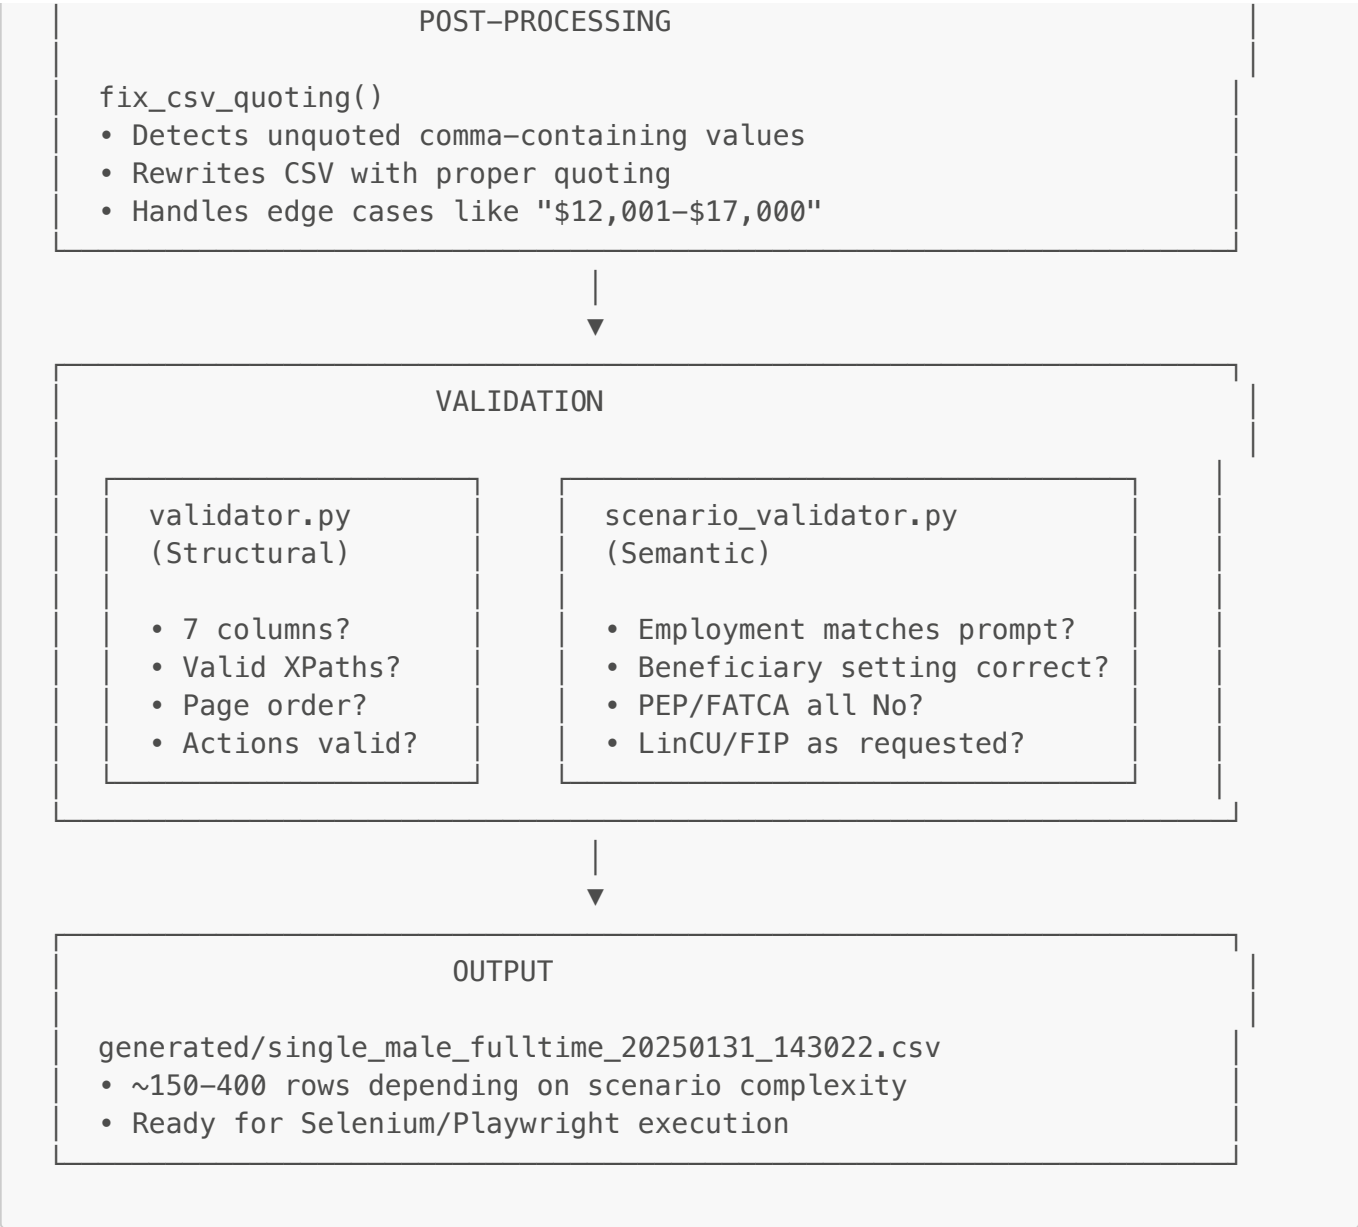 POST-PROCESSING
fix_csv_quoting()
• Detects unquoted comma-containing values
• Rewrites CSV with proper quoting
• Handles edge cases like "$12,001-$17,000"
▼
VALIDATION
validator.py
(Structural)
• 7 columns?
• Valid XPaths?
• Page order?
• Actions valid?
scenario_validator.py
(Semantic)
• Employment matches prompt?
• Beneficiary setting correct?
• PEP/FATCA all No?
• LinCU/FIP as requested?
▼
OUTPUT
generated/single_male_fulltime_20250131_143022.csv
• ~150-400 rows depending on scenario complexity
• Ready for Selenium/Playwright execution